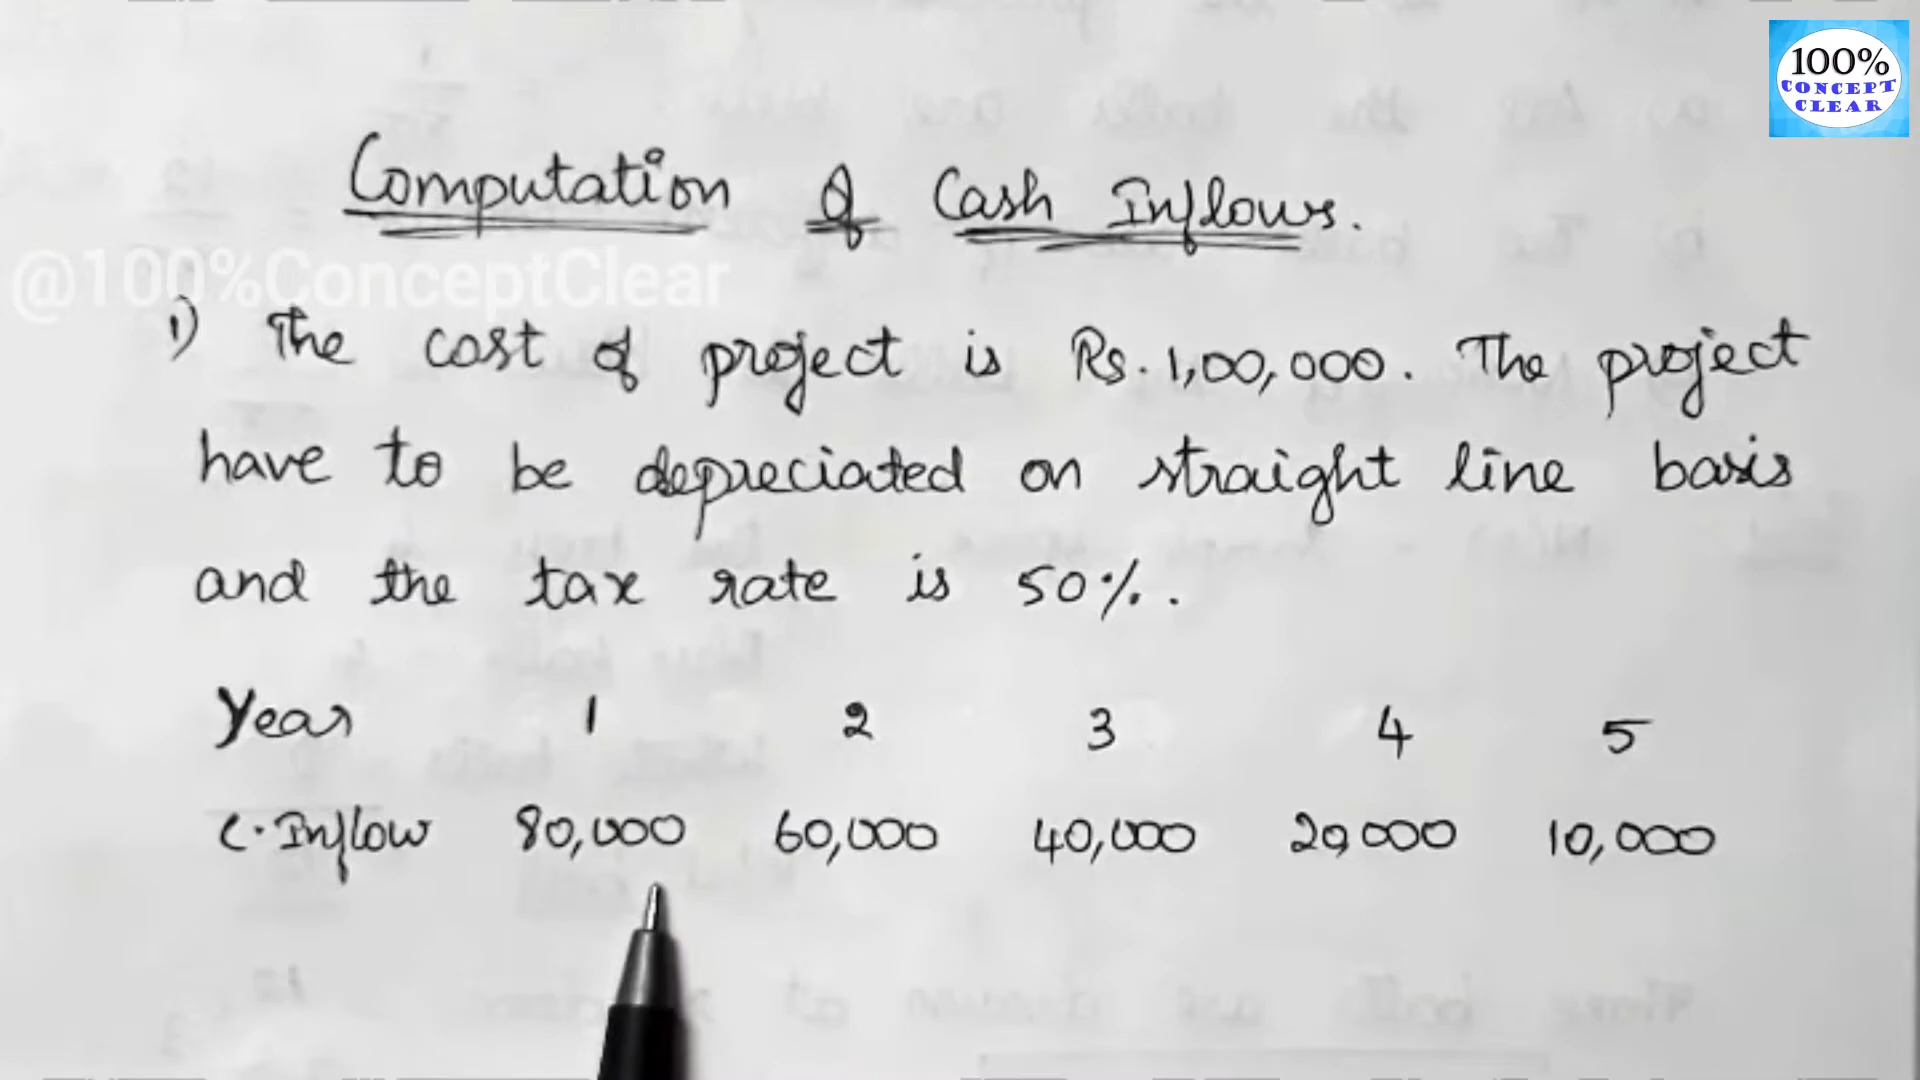 100%
CONCEPT
CLEAR
Computation of Cash Inflows.
@100%ConceptClear
1) The cost of project is Rs. 1,00,000. The project
have to be depreciated on straight line basis
and the tax rate is 50%.
Year 1 2 3 4 5
C.Inflow 80,000 60,000 40,000 20,000 10,000